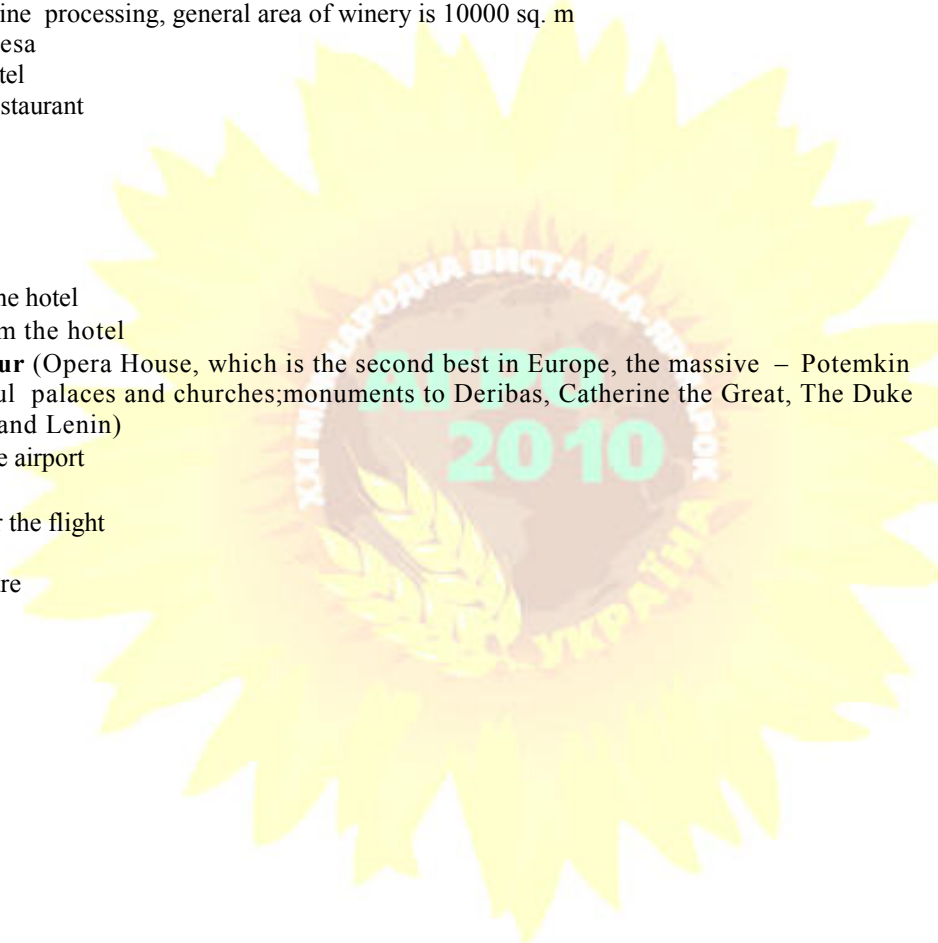 ine processing, general area of winery is 10000 sq. m
esa
tel
staurant
ne hotel
m the hotel
ur (Opera House, which is the second best in Europe, the massive – Potemkin
ul palaces and churches;monuments to Deribas, Catherine the Great, The Duke
and Lenin)
e airport
r the flight
re
XXI МІЖНАРОДНА ВИСТАВКА-ЯРМАРОК
АГРО
2010
УКРАЇНА